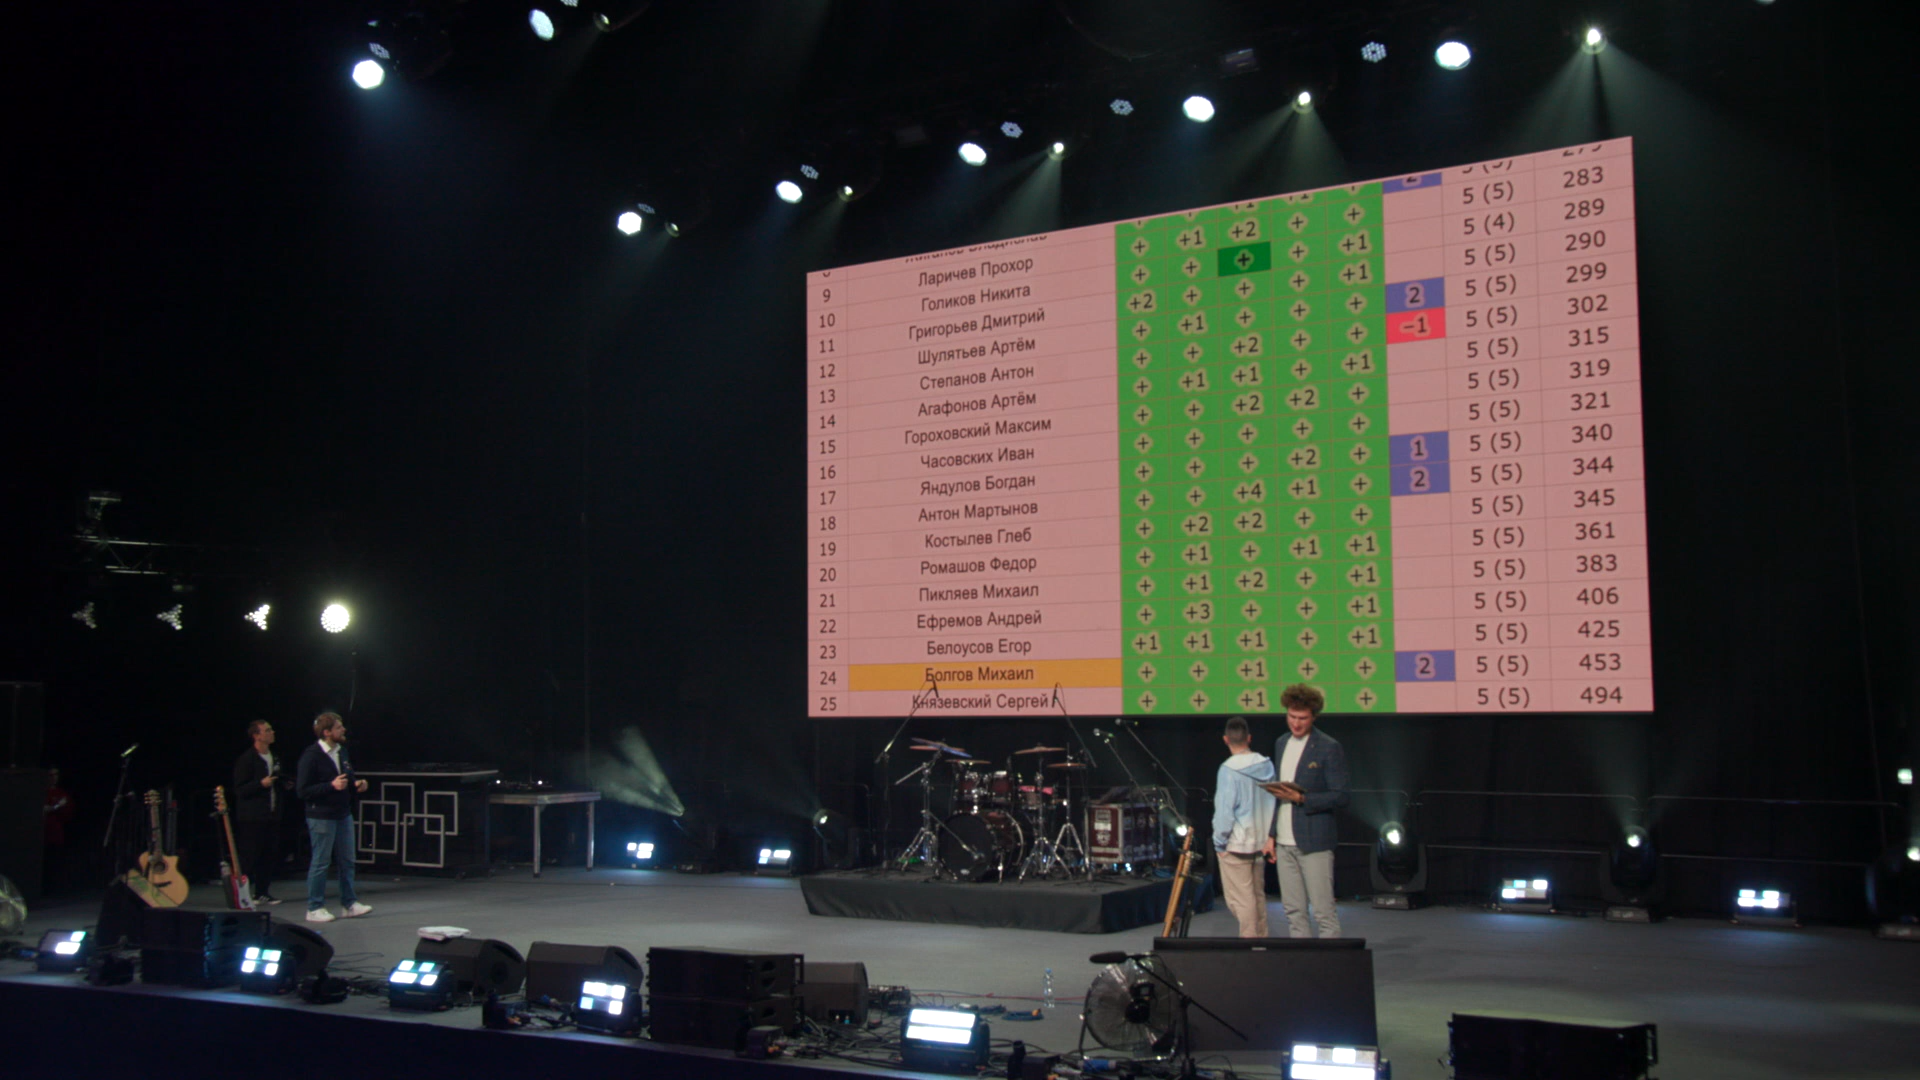 9 Ларичев Прохор + +1 +2 + + 5 (5) 283
10 Голиков Никита + + + + +1 5 (4) 289
11 Григорьев Дмитрий +2 + + + +1 5 (5) 290
12 Шулятьев Артём + +1 + + + 2 5 (5) 299
13 Степанов Антон + + +2 + + −1 5 (5) 302
14 Агафонов Артём + +1 +1 + +1 5 (5) 315
15 Гороховский Максим + + +2 +2 + 5 (5) 319
16 Часовских Иван + + + + + 5 (5) 321
17 Яндулов Богдан + + + +2 + 1 5 (5) 340
18 Антон Мартынов + + +4 +1 + 2 5 (5) 344
19 Костылев Глеб + +2 +2 + + 5 (5) 345
20 Ромашов Федор + +1 + +1 +1 5 (5) 361
21 Пикляев Михаил + +1 +2 + +1 5 (5) 383
22 Ефремов Андрей + +3 + + +1 5 (5) 406
23 Белоусов Егор +1 +1 +1 + +1 5 (5) 425
24 Болгов Михаил + + +1 + + 2 5 (5) 453
25 Князевский Сергей + + +1 + 5 (5) 494